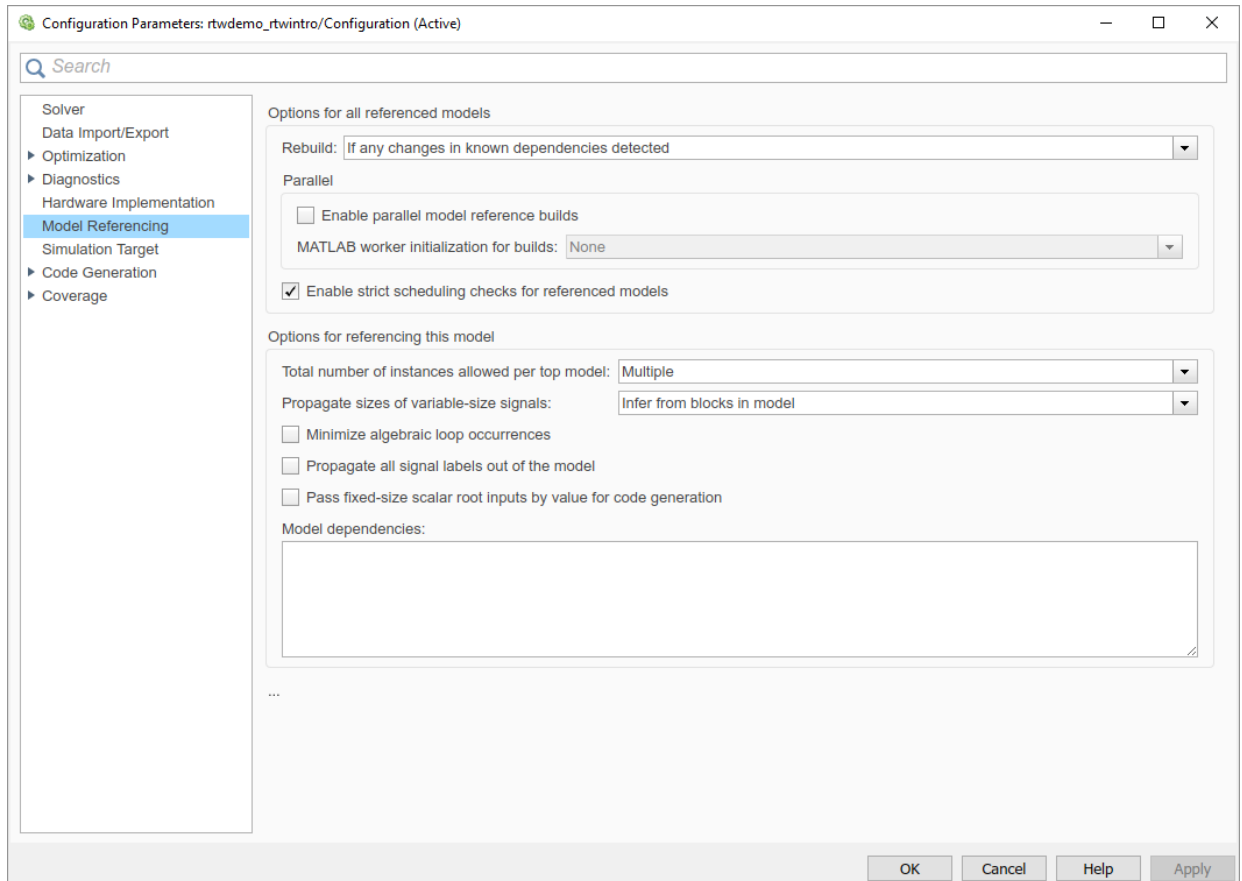 Configuration Parameters: rtwdemo_rtwintro/Configuration (Active)
Search
Solver
Data Import/Export
Optimization
Diagnostics
Hardware Implementation
Model Referencing
Simulation Target
Code Generation
Coverage
Options for all referenced models
Rebuild: If any changes in known dependencies detected
Parallel
Enable parallel model reference builds
MATLAB worker initialization for builds: None
Enable strict scheduling checks for referenced models
Options for referencing this model
Total number of instances allowed per top model: Multiple
Propagate sizes of variable-size signals: Infer from blocks in model
Minimize algebraic loop occurrences
Propagate all signal labels out of the model
Pass fixed-size scalar root inputs by value for code generation
Model dependencies:
...
OK Cancel Help Apply